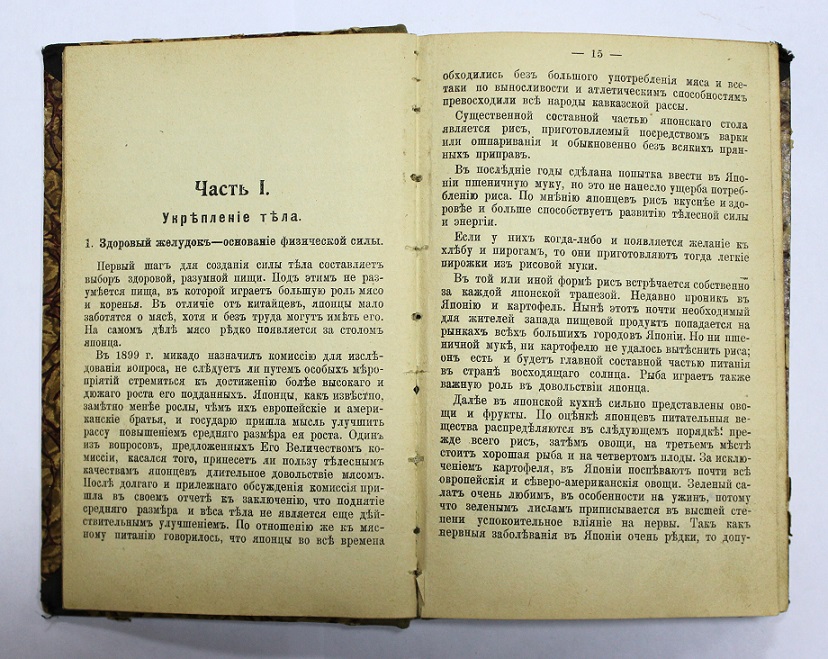 Часть I.
Укрѣпленіе тѣла.
1. Здоровый желудокъ—основаніе физической силы.
Первый шагъ для созданія силы тѣла составляетъ
выборъ здоровой, разумной пищи. Подъ этимъ не раз-
умѣется пища, въ которой играетъ большую роль мясо
и коренья. Въ отличіе отъ китайцевъ, японцы мало
заботятся о мясѣ, хотя и безъ труда могутъ имѣть его.
На самомъ дѣлѣ мясо рѣдко появляется за столомъ
японца.
Въ 1899 г. микадо назначилъ комиссію для изслѣ-
дованія вопроса, не слѣдуетъ ли путемъ особыхъ мѣро-
пріятій стремиться къ достиженію болѣе высокаго и
дюжаго роста его подданныхъ. Японцы, какъ извѣстно,
замѣтно менѣе рослы, чѣмъ ихъ европейскіе и амери-
канскіе братья, и государю пришла мысль улучшить
рассу повышеніемъ средняго размѣра ея роста. Одинъ
изъ вопросовъ, предложенныхъ Его Величествомъ ко-
миссіи, касался того, принесетъ ли пользу тѣлеснымъ
качествамъ японцевъ длительное довольствіе мясомъ.
Послѣ долгаго и прилежнаго обсужденія комиссія при-
шла въ своемъ отчетѣ къ заключенію, что поднятіе
средняго размѣра и вѣса тѣла не является еще дѣй-
ствительнымъ улучшеніемъ. По отношенію же къ мяс-
ному питанію говорилось, что японцы во всѣ времена
— 15 —
обходились безъ большого употребленія мяса и все-
таки по выносливости и атлетическимъ способностямъ
превосходили всѣ народы кавказской рассы.
Существенной составной частью японскаго стола
является рисъ, приготовляемый посредствомъ варки
или ошпариванія и обыкновенно безъ всякихъ прян-
ныхъ приправъ.
Въ послѣдніе годы сдѣлана попытка ввести въ Япо-
ніи пшеничную муку, но это не нанесло ущерба потреб-
бленію риса. По мнѣнію японцевъ рисъ вкуснѣе и здо-
ровѣе и больше способствуетъ развитію тѣлесной силы
и энергіи.
Если у нихъ когда-либо и появляется желаніе къ
хлѣбу и пирогамъ, то они приготовляютъ тогда легкіе
пирожки изъ рисовой муки.
Въ той или иной формѣ рисъ встрѣчается собственно
за каждой японской трапезой. Недавно проникъ въ
Японію и картофель. Нынѣ этотъ почти необходимый
для жителей запада пищевой продуктъ попадается на
рынкахъ всѣхъ большихъ городовъ Японіи. Но ни пше-
ничной мукѣ, ни картофелю не удалось вытѣснить риса;
онъ есть и будетъ главной составной частью питанія
въ странѣ восходящаго солнца. Рыба играетъ также
важную роль въ довольствіи японца.
Далѣе въ японской кухнѣ сильно представлены ово-
щи и фрукты. По оцѣнкѣ японцевъ питательныя ве-
щества распредѣляются въ слѣдующемъ порядкѣ: преж-
де всего рисъ, затѣмъ овощи, на третьемъ мѣстѣ
стоитъ хорошая рыба и на четвертомъ плоды. За исклю-
ченіемъ картофеля, въ Японіи поспѣваютъ почти всѣ
европейскія и сѣверо-американскія овощи. Зеленый са-
латъ очень любимъ, въ особенности на ужинъ, потому
что зеленымъ листьямъ приписывается въ высшей сте-
пени успокоительное вліяніе на нервы. Такъ какъ
нервныя заболѣванія въ Японіи очень рѣдки, то допу-